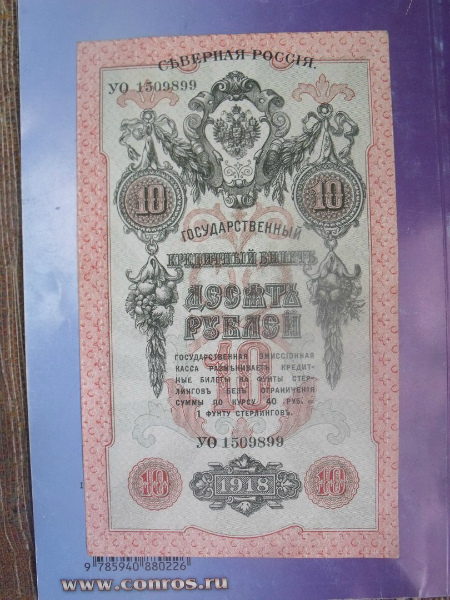 СѢВЕРНАЯ РОССІЯ.
УО 1509899
10 10
ГОСУДАРСТВЕННЫЙ
КРЕДИТНЫЙ БИЛЕТЪ
ДЕСЯТЬ
РУБЛЕЙ
10
ГОСУДАРСТВЕННАЯ ЭМИССІОННАЯ
КАССА РАЗМѢНИВАЕТЪ КРЕДИТ-
НЫЕ БИЛЕТЫ НА ФУНТЫ СТЕР-
ЛИНГОВЪ БЕЗЪ ОГРАНИЧЕНІЯ
СУММЫ ПО КУРСУ 40 РУБ. =
1 ФУНТУ СТЕРЛИНГОВЪ.
УО 1509899
10 1918 10
9 785940 880226
www.conros.ru